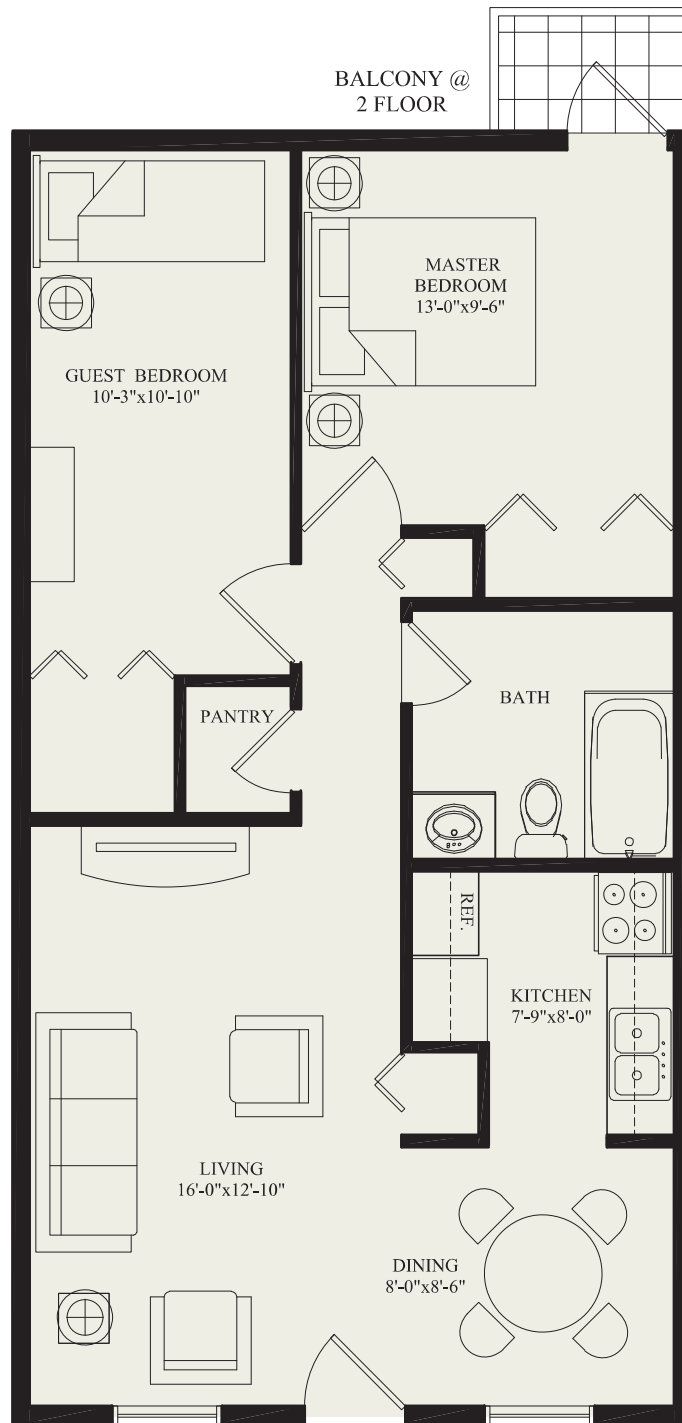 BALCONY @
2 FLOOR
MASTER
BEDROOM
13'-0"x9'-6"
GUEST BEDROOM
10'-3"x10'-10"
PANTRY
BATH
REF.
KITCHEN
7'-9"x8'-0"
LIVING
16'-0"x12'-10"
DINING
8'-0"x8'-6"